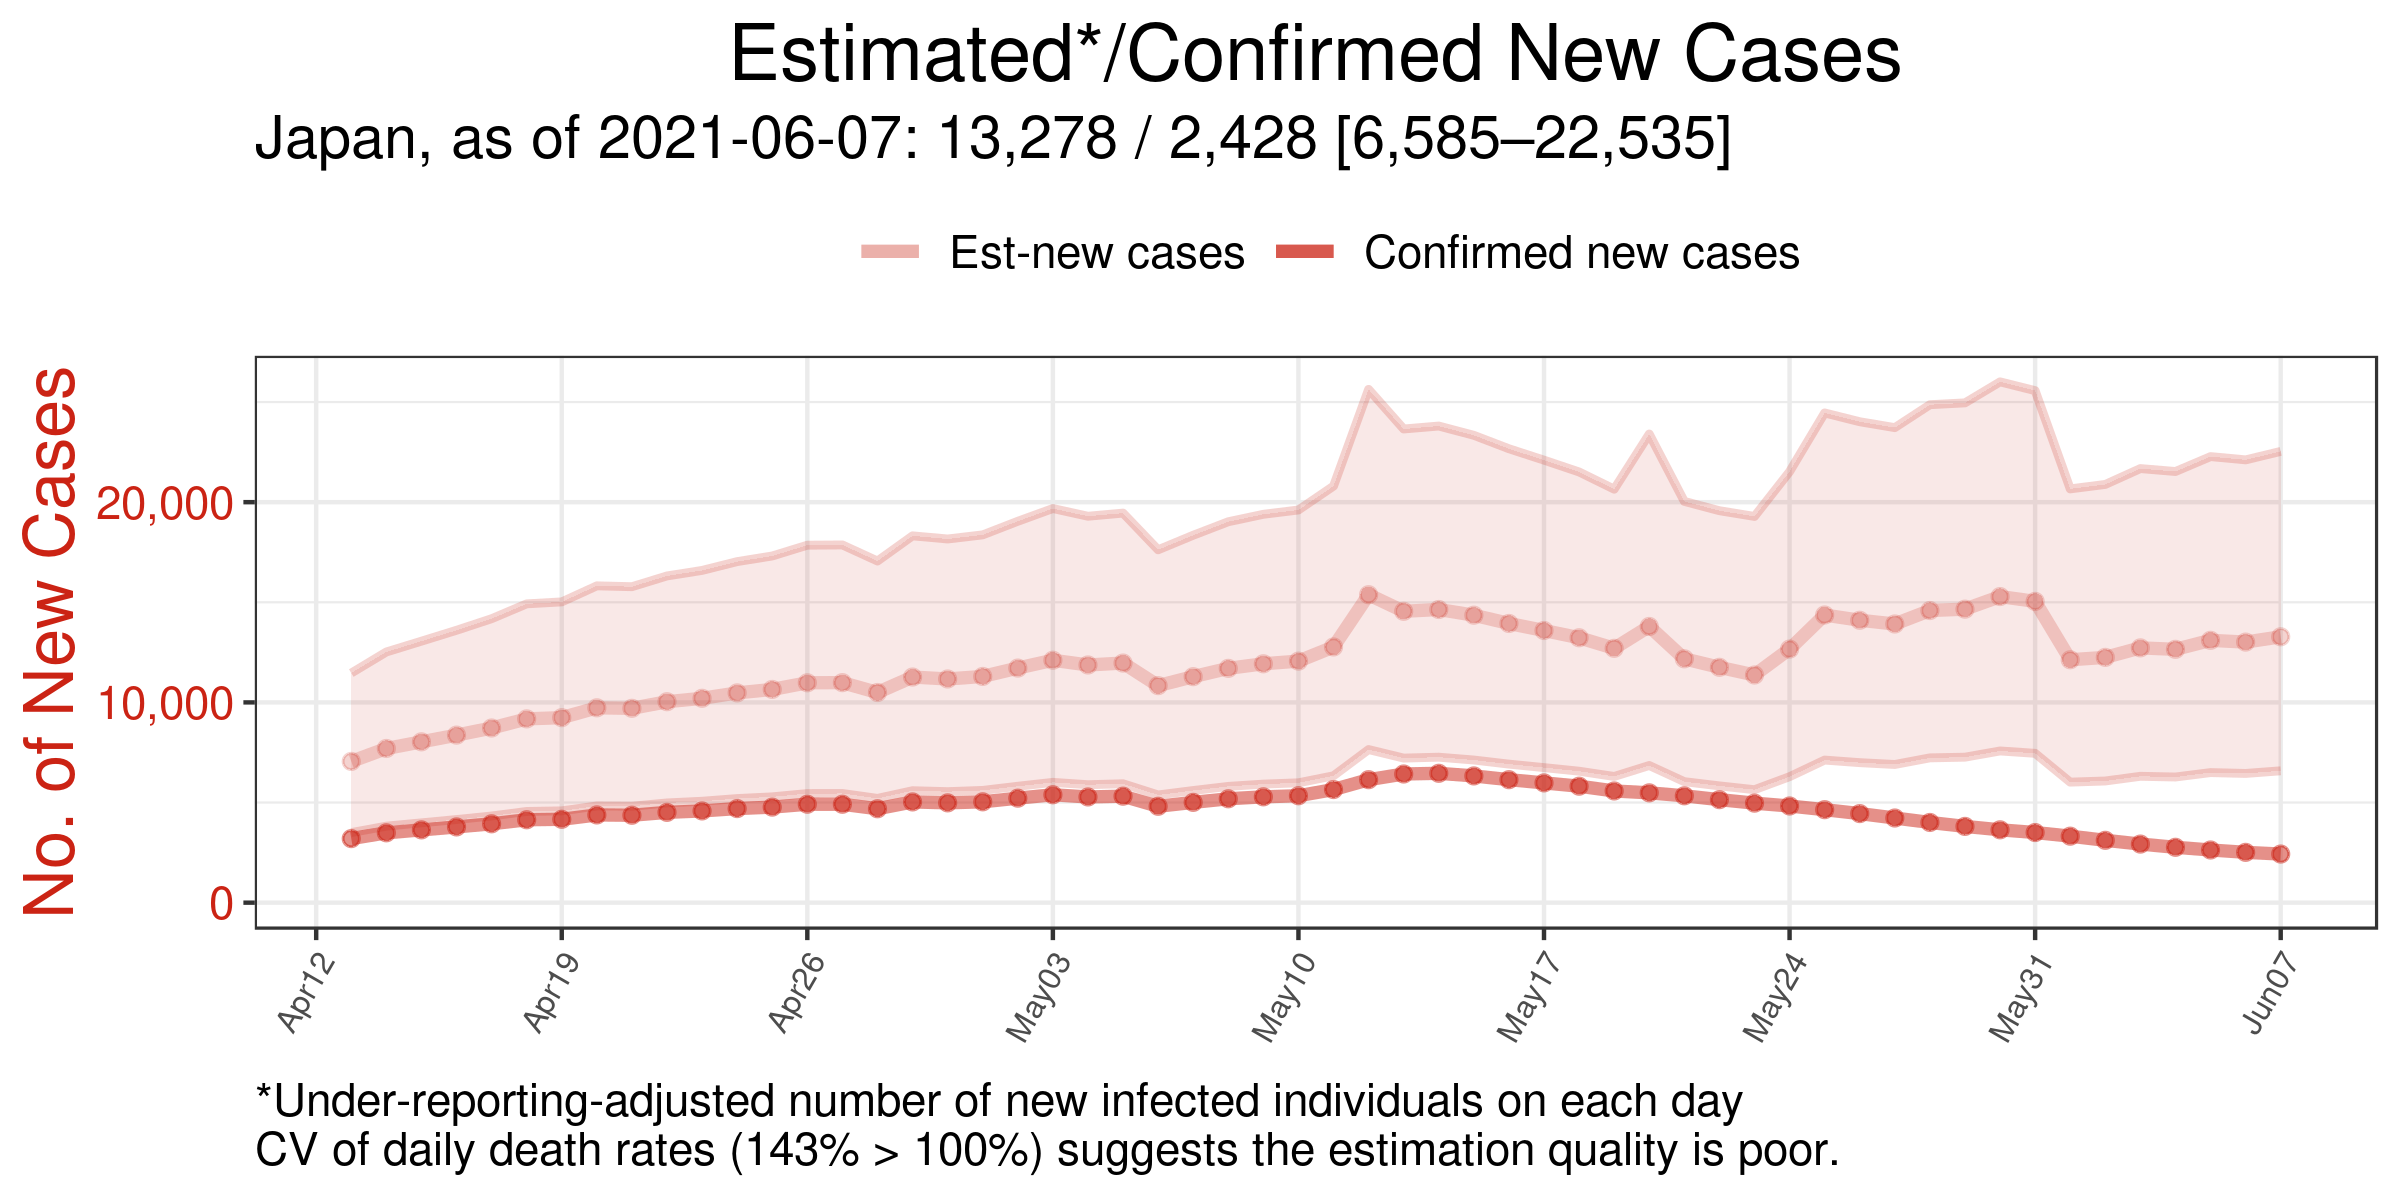 Estimated*/Confirmed New Cases
Japan, as of 2021-06-07: 13,278 / 2,428 [6,585–22,535]
Est-new cases Confirmed new cases
No. of New Cases
20,000
10,000
0
Apr12 Apr19 Apr26 May03 May10 May17 May24 May31 Jun07
*Under-reporting-adjusted number of new infected individuals on each day
CV of daily death rates (143% > 100%) suggests the estimation quality is poor.